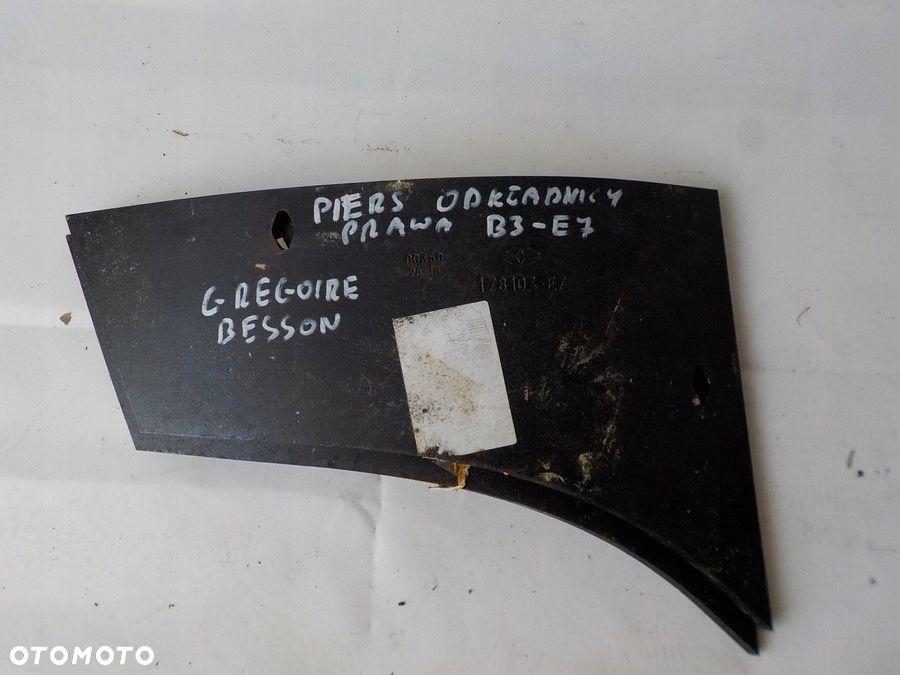 PIERS ODKŁADNICY
PRAWA B3-E7
GREGOIRE
BESSON
OTOMOTO